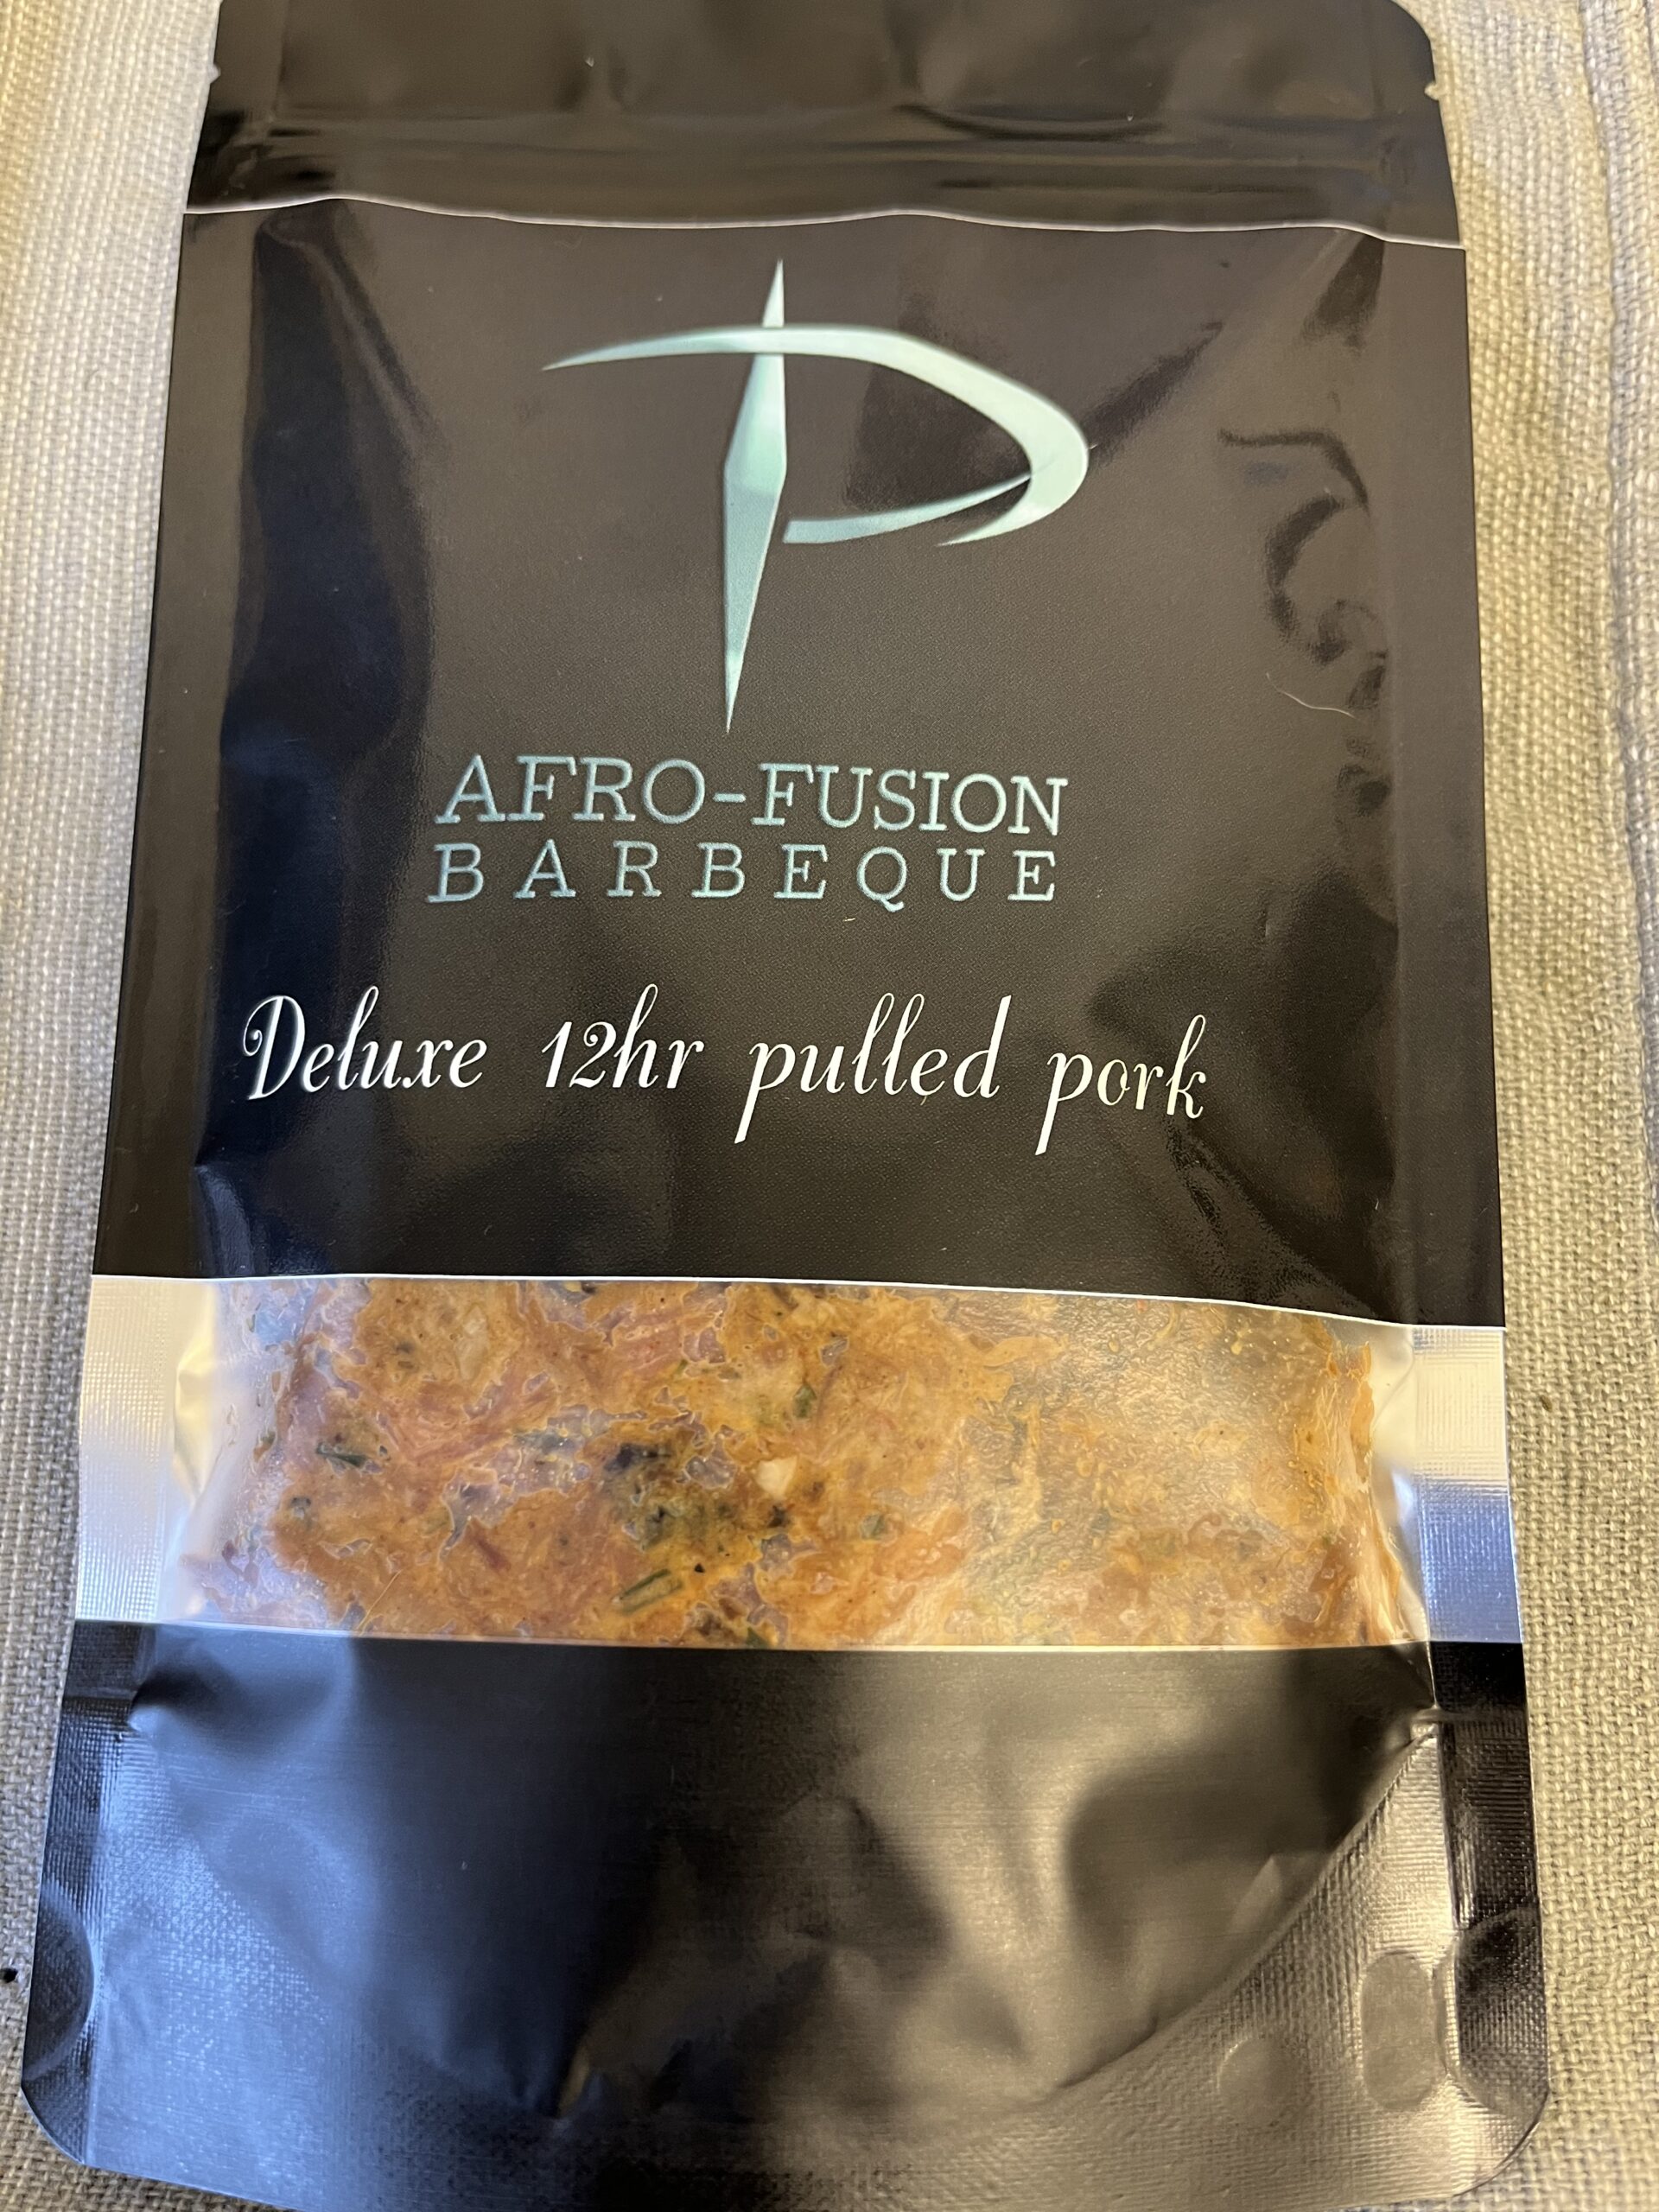 P
AFRO-FUSION
BARBEQUE
Deluxe 12hr pulled pork